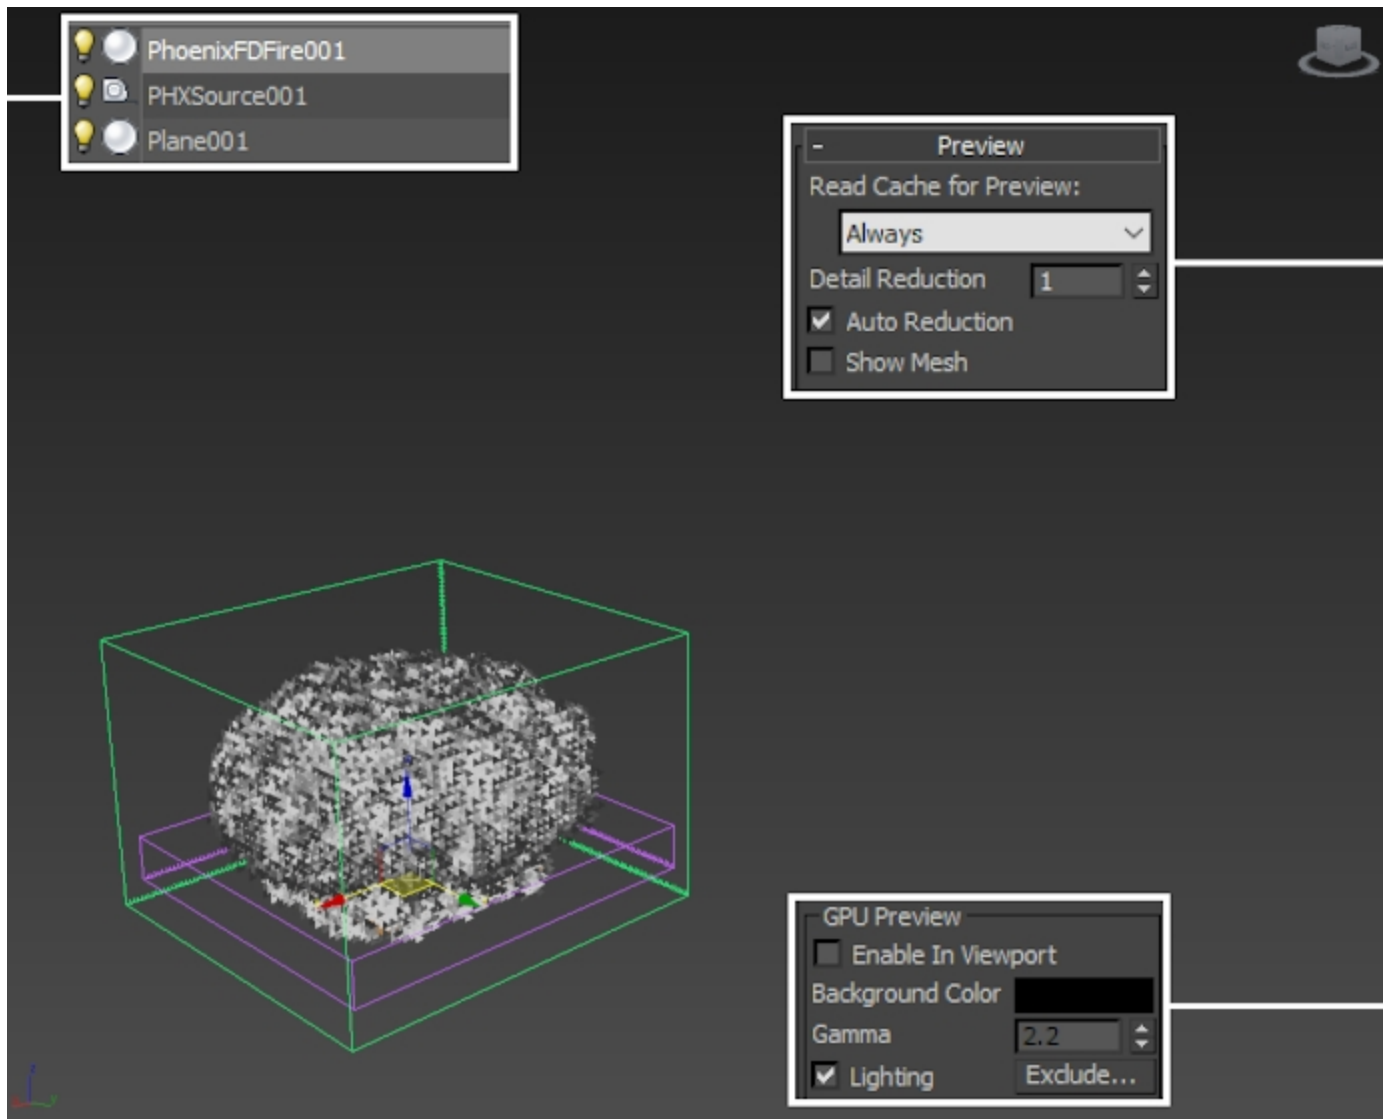 PhoenixFDFire001
PHXSource001
Plane001
- Preview
Read Cache for Preview:
Always
Detail Reduction 1
Auto Reduction
Show Mesh
GPU Preview
Enable In Viewport
Background Color
Gamma 2.2
Lighting Exclude...